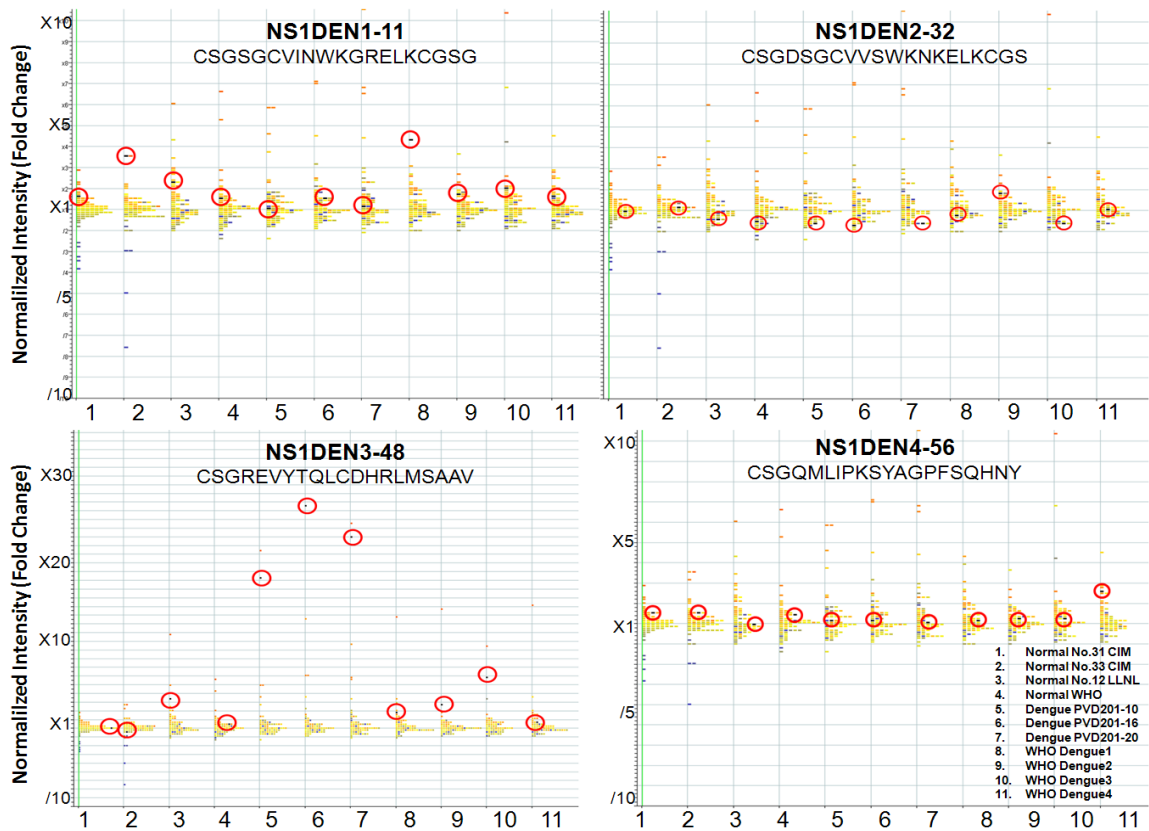 NS1DEN1-11
CSGSGCVINWKGRELKCGSG
Normalilzed Intensity (Fold Change)
X10
X5
X1
/5
/10
1 2 3 4 5 6 7 8 9 10 11
NS1DEN2-32
CSGDSGCVVSWKNKELKCGS
1 2 3 4 5 6 7 8 9 10 11
NS1DEN3-48
CSGREVYTQLCDHRLMSAAV
Normalilzed Intensity (Fold Change)
X30
X20
X10
X1
/10
1 2 3 4 5 6 7 8 9 10 11
NS1DEN4-56
CSGQMLIPKSYAGPFSQHNY
X10
X5
X1
/5
/10
1 2 3 4 5 6 7 8 9 10 11
1. Normal No.31 CIM
2. Normal No.33 CIM
3. Normal No.12 LLNL
4. Normal WHO
5. Dengue PVD201-10
6. Dengue PVD201-16
7. Dengue PVD201-20
8. WHO Dengue1
9. WHO Dengue2
10. WHO Dengue3
11. WHO Dengue4